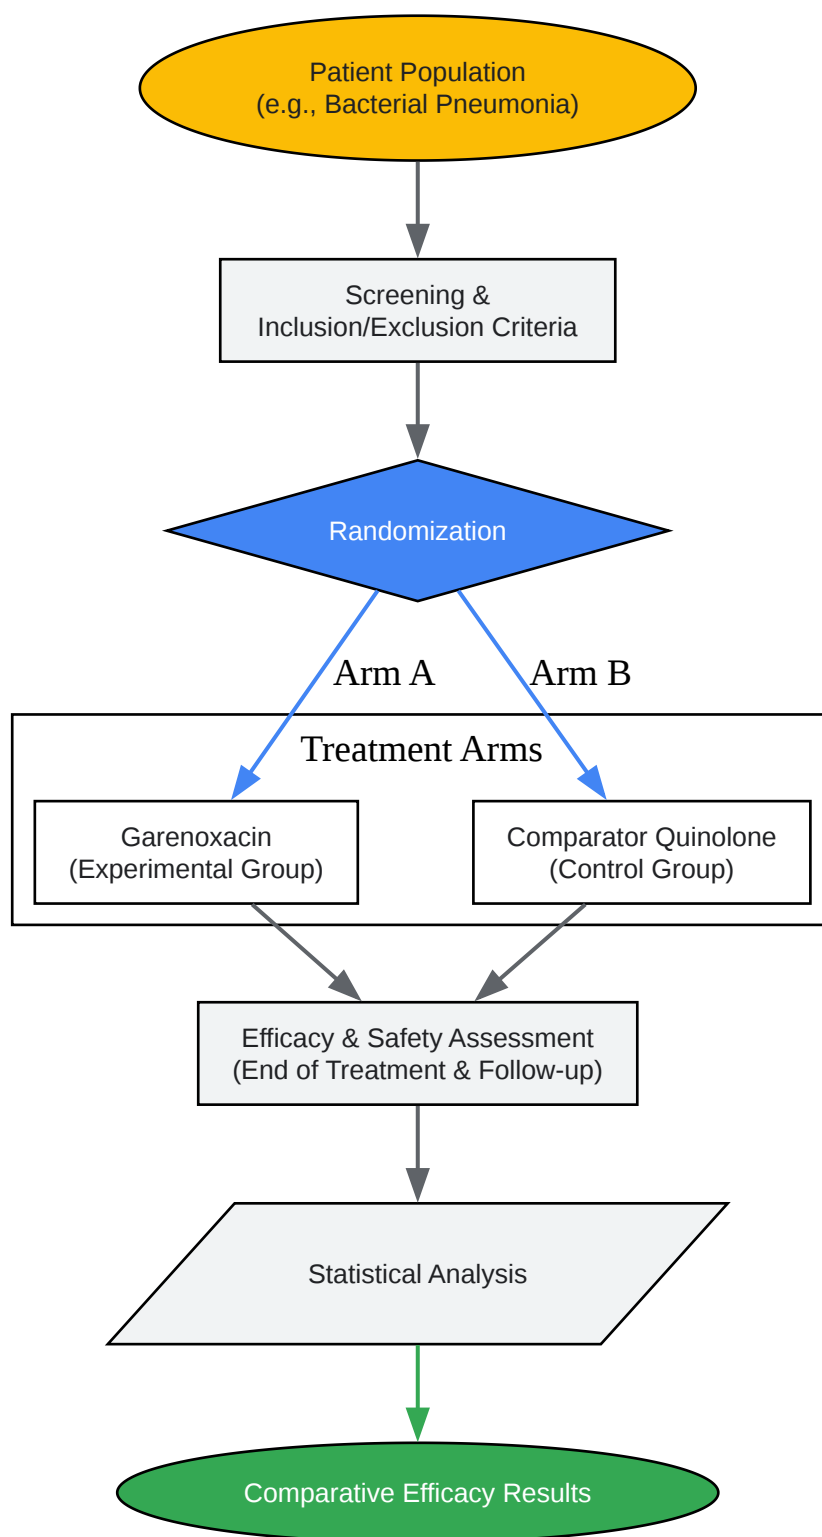 Patient Population
(e.g., Bacterial Pneumonia)
Screening &
Inclusion/Exclusion Criteria
Randomization
Arm A
Arm B
Treatment Arms
Garenoxacin
(Experimental Group)
Comparator Quinolone
(Control Group)
Efficacy & Safety Assessment
(End of Treatment & Follow-up)
Statistical Analysis
Comparative Efficacy Results